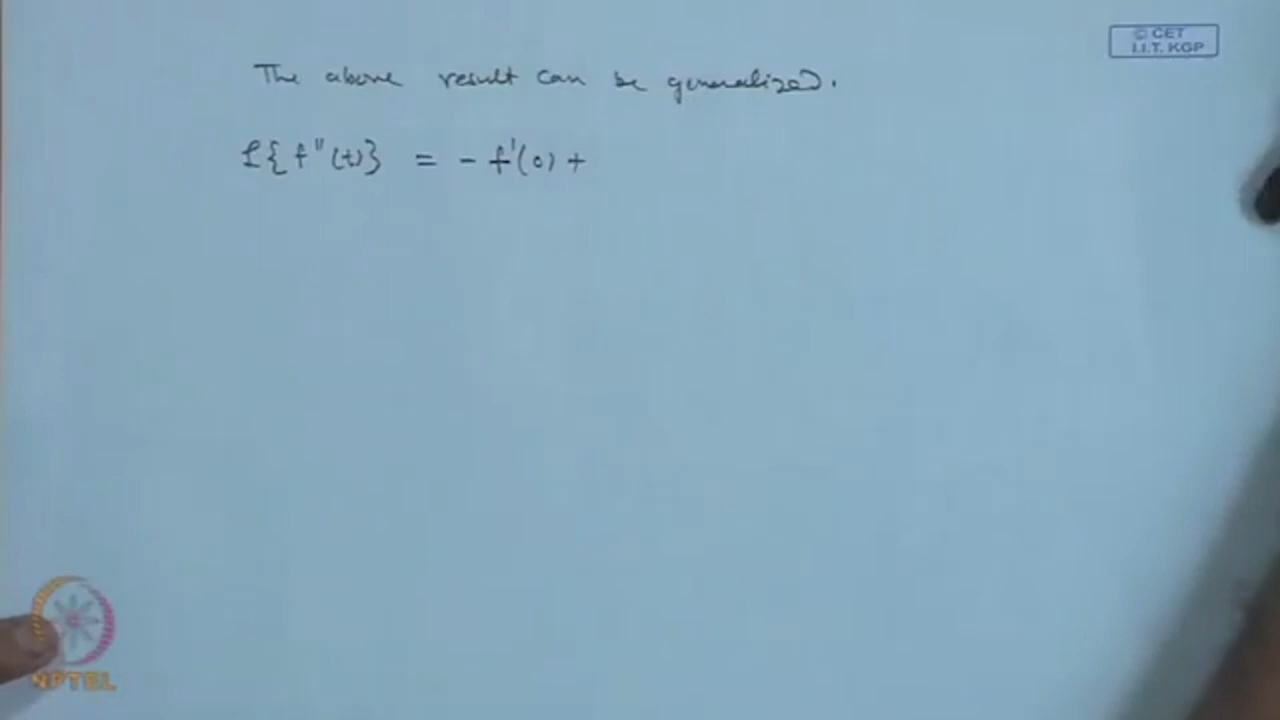 © CET
I.I.T. KGP
The above result can be generalized.
ℒ{f''(t)} = - f'(0) +
NPTEL